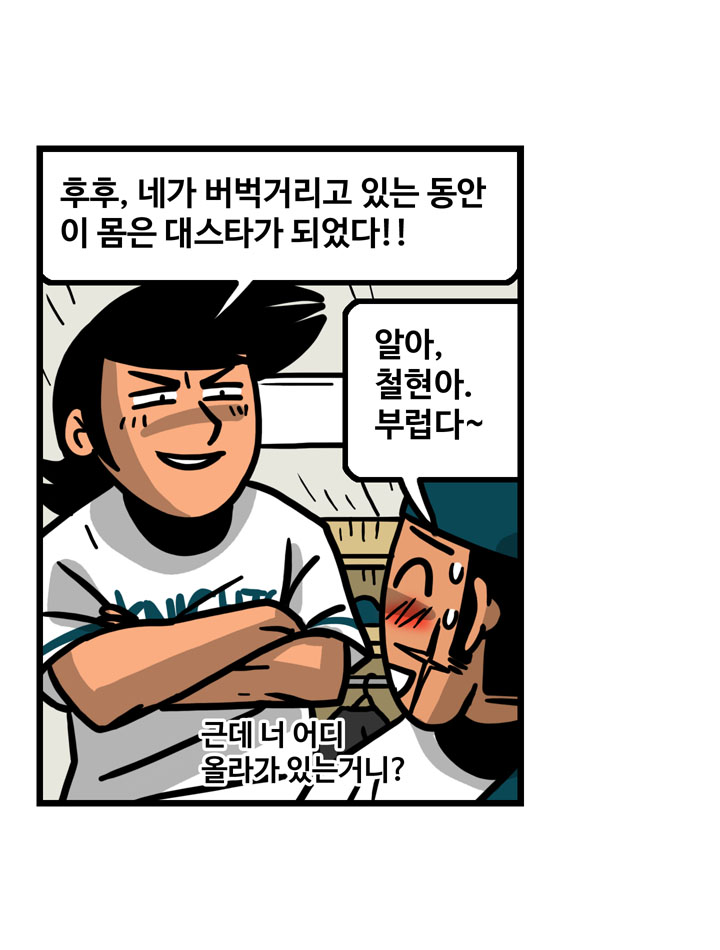 후후, 네가 버벅거리고 있는 동안
이 몸은 대스타가 되었다!!
알아,
철현아.
부럽다~
KNIGHTS
근데 너 어디
올라가 있는거니?